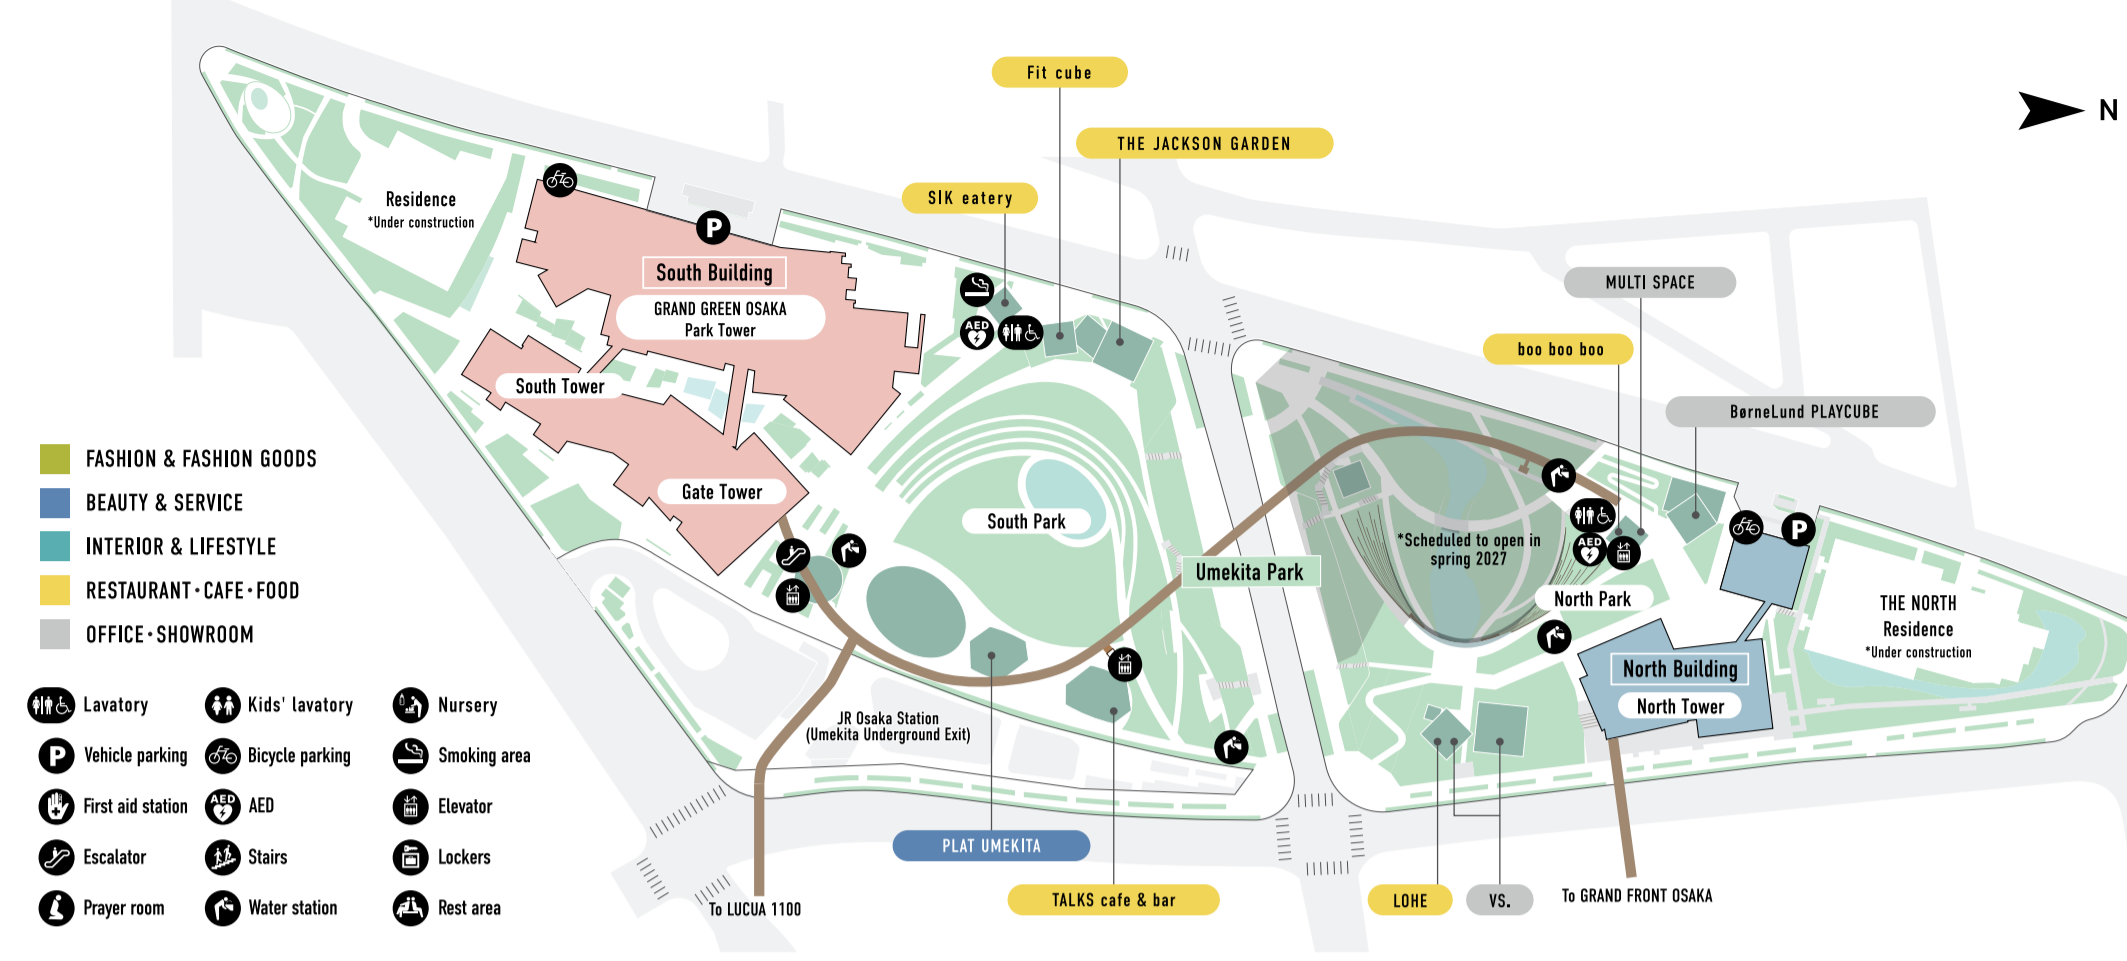 Fit cube
N
THE JACKSON GARDEN
SIK eatery
Residence
*Under construction
P
South Building
GRAND GREEN OSAKA
Park Tower
MULTI SPACE
AED
boo boo boo
South Tower
BørneLund PLAYCUBE
FASHION & FASHION GOODS
BEAUTY & SERVICE
INTERIOR & LIFESTYLE
RESTAURANT・CAFE・FOOD
OFFICE・SHOWROOM
Gate Tower
South Park
*Scheduled to open in
spring 2027
P
AED
Umekita Park
North Park
THE NORTH
Residence
*Under construction
North Building
North Tower
JR Osaka Station
(Umekita Underground Exit)
Lavatory
Kids' lavatory
Nursery
P
Vehicle parking
Bicycle parking
Smoking area
First aid station
AED
AED
Elevator
Escalator
Stairs
Lockers
Prayer room
Water station
Rest area
PLAT UMEKITA
TALKS cafe & bar
LOHE
VS.
To LUCUA 1100
To GRAND FRONT OSAKA